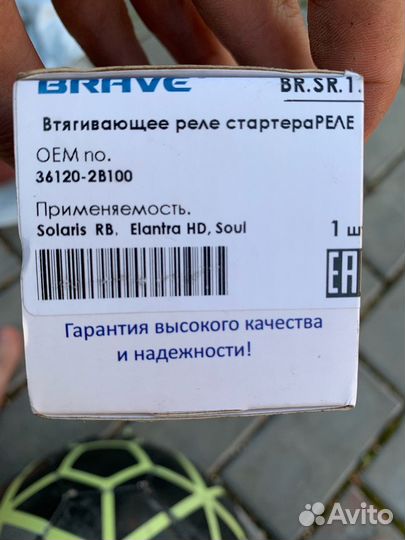 BRAVE BR.SR.1.
Втягивающее реле стартераРЕЛЕ
OEM no.
36120-2B100
Применяемость.
Solaris RB. Elantra HD, Soul 1 ш
EAC
Гарантия высокого качества
и надежности!
Avito